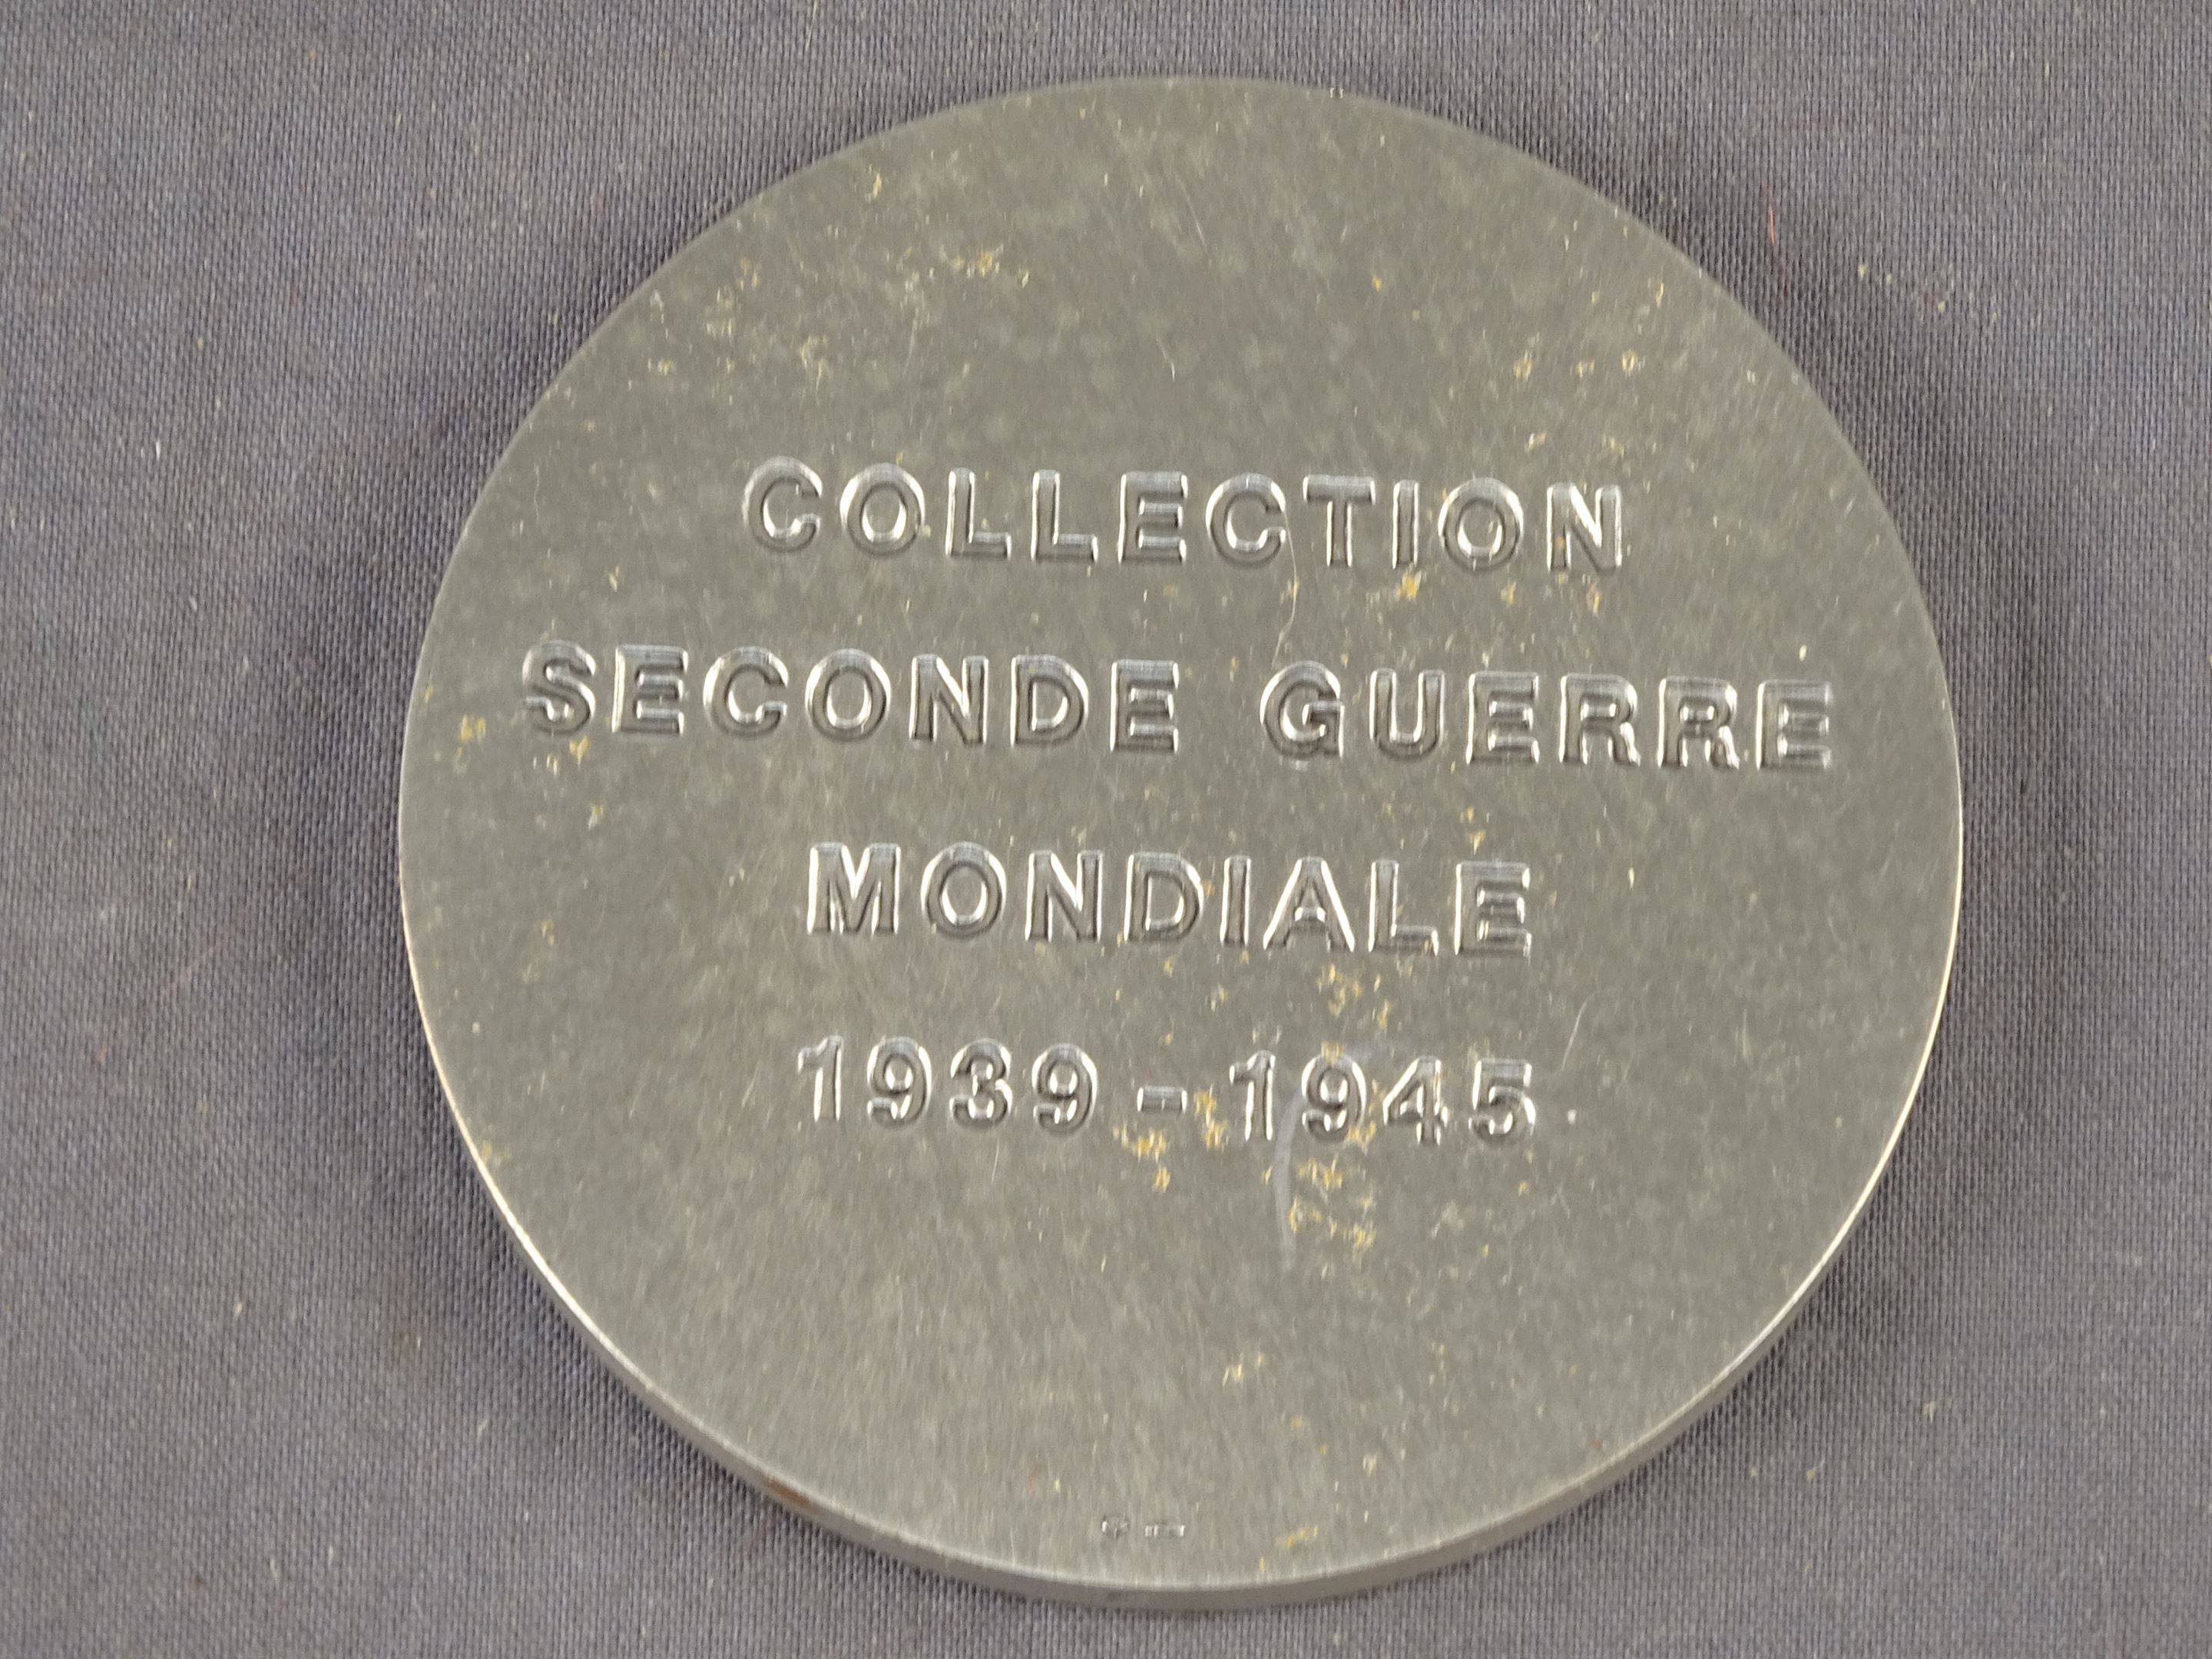 COLLECTION
SECONDE GUERRE
MONDIALE
1939-1945